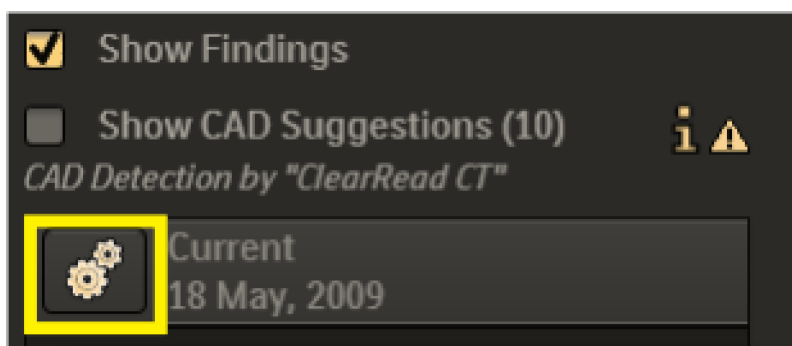 Show Findings
Show CAD Suggestions (10)
CAD Detection by "ClearRead CT"
Current
18 May, 2009